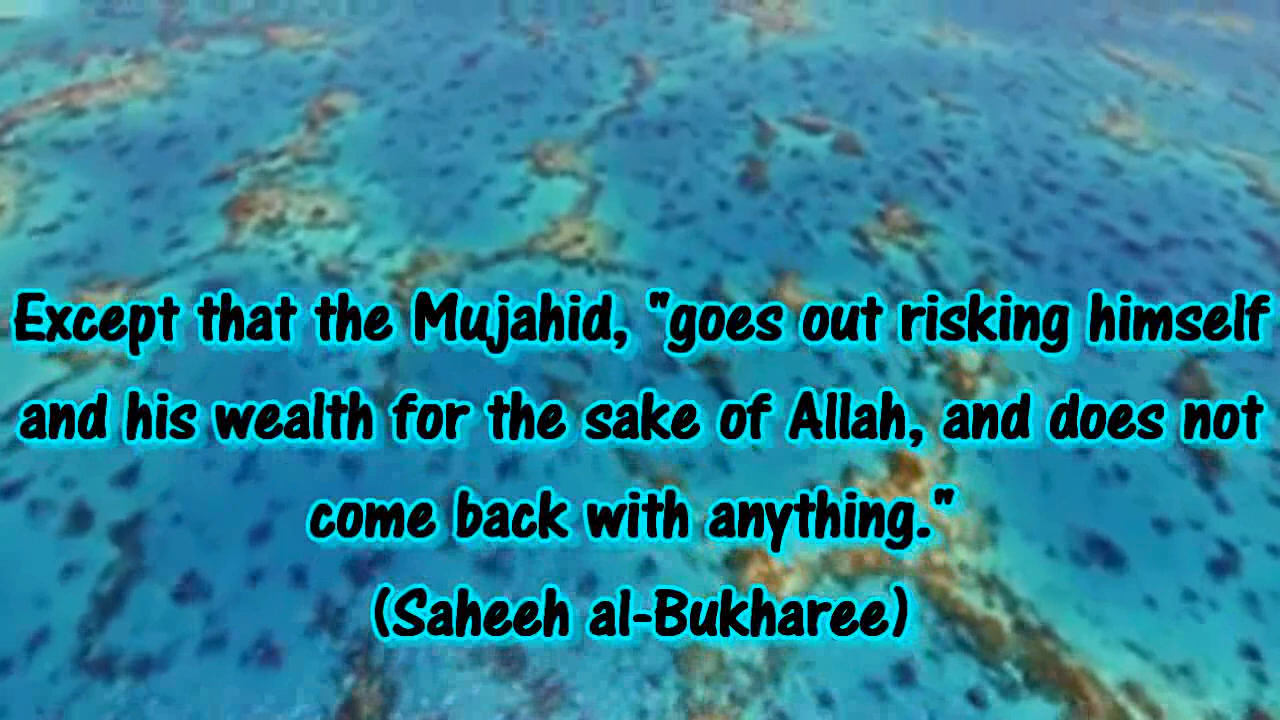 Except that the Mujahid, "goes out risking himself
and his wealth for the sake of Allah, and does not
come back with anything."
(Saheeh al-Bukharee)